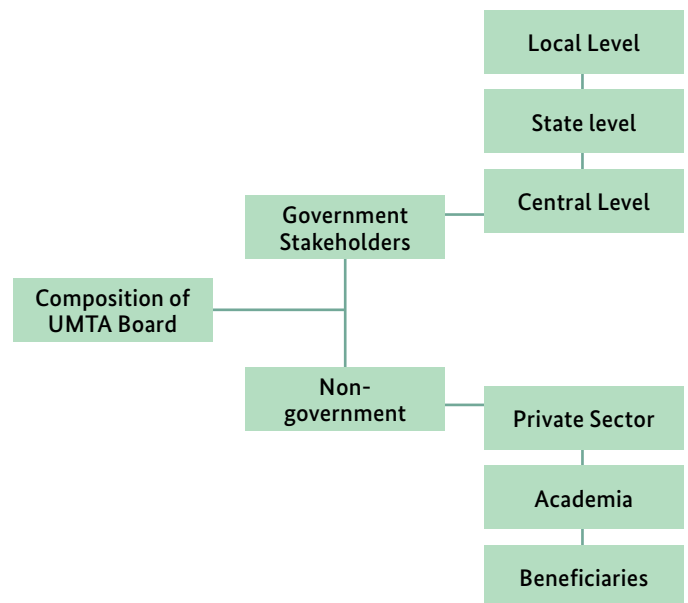 Local Level
State level
Central Level
Government
Stakeholders
Composition of
UMTA Board
Non-
government
Private Sector
Academia
Beneficiaries